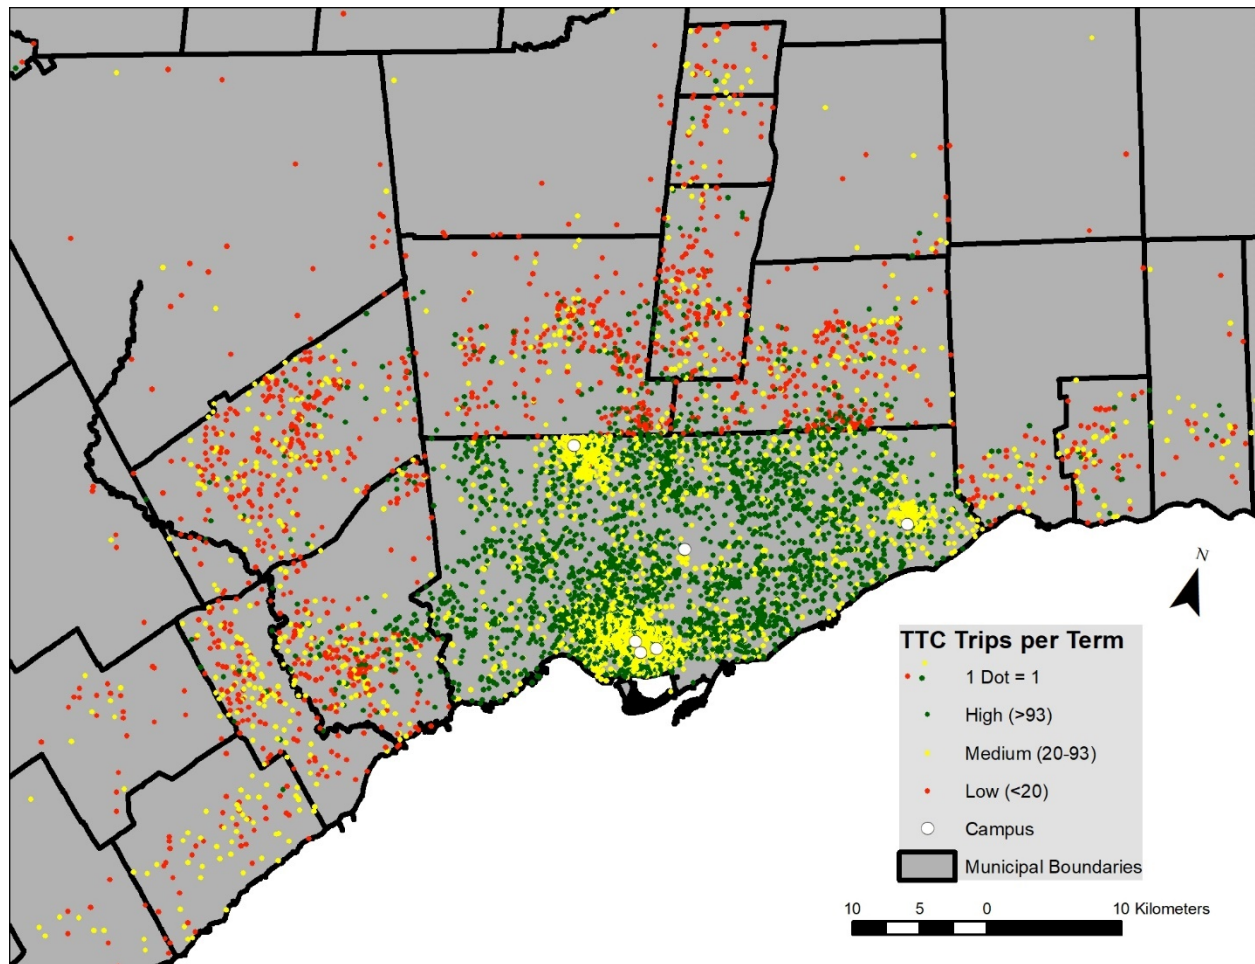 N
TTC Trips per Term
1 Dot = 1
High (>93)
Medium (20-93)
Low (<20)
Campus
Municipal Boundaries
10 5 0 10 Kilometers